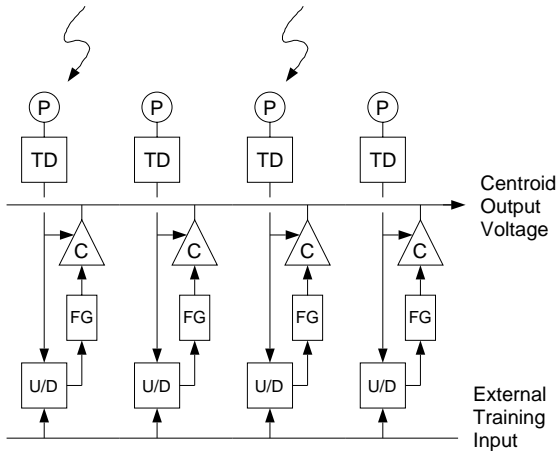 P P P P
TD TD TD TD
Centroid
Output
Voltage
C C C C
FG FG FG FG
U/D U/D U/D U/D
External
Training
Input